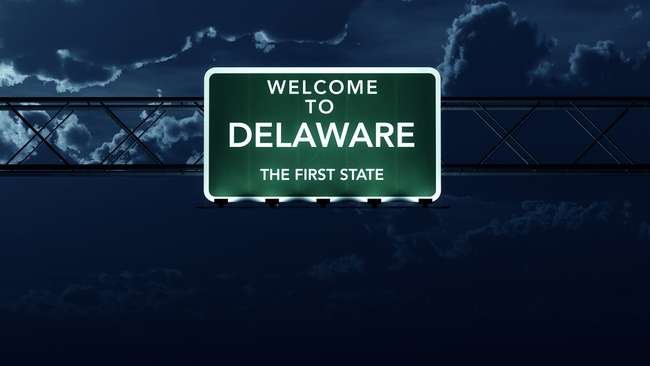 WELCOME
TO
DELAWARE
THE FIRST STATE